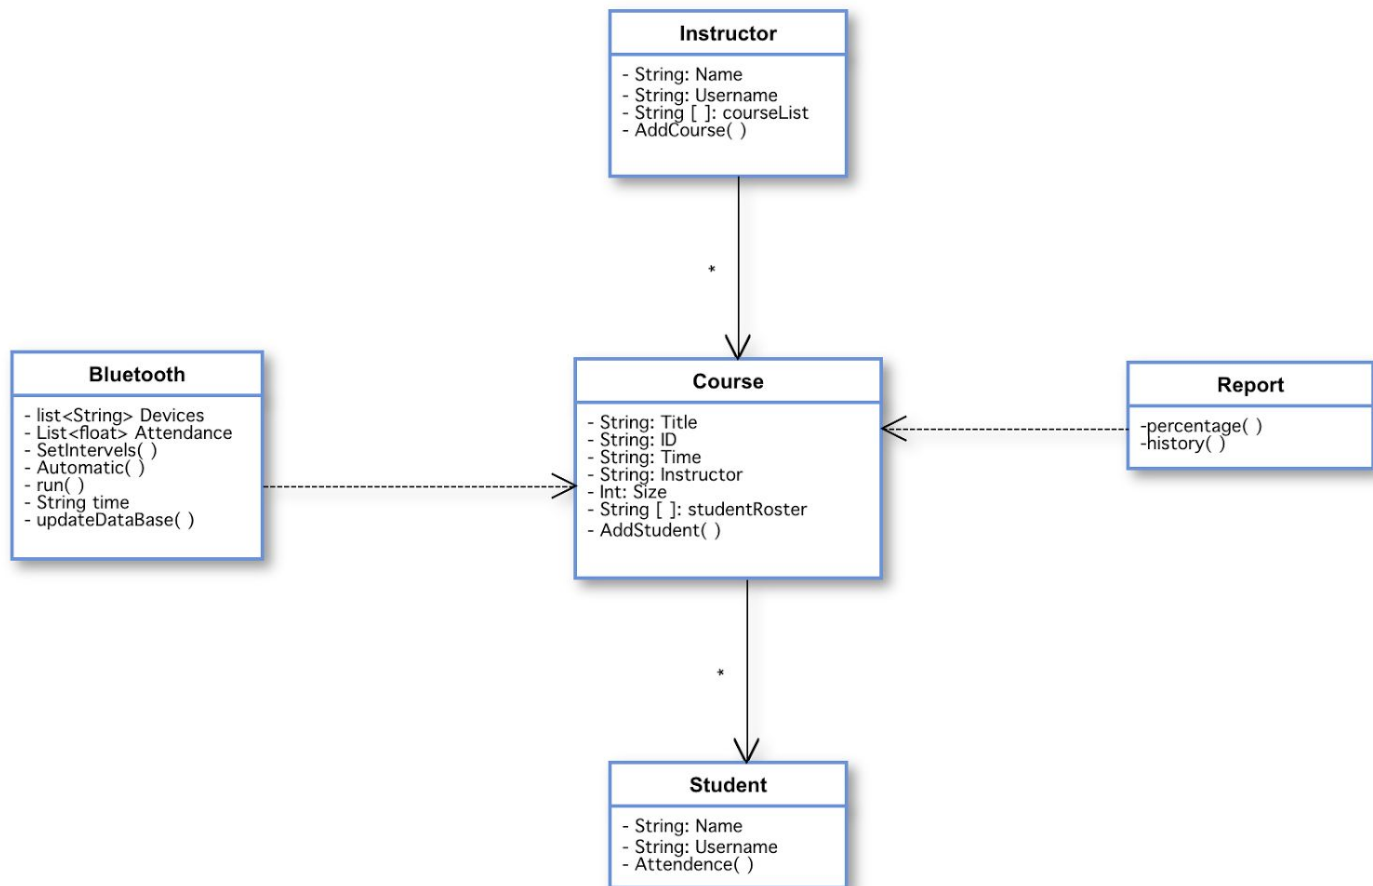 Instructor
- String: Name
- String: Username
- String [ ]: courseList
- AddCourse( )
*
Bluetooth
- list<String> Devices
- List<float> Attendance
- SetIntervels( )
- Automatic( )
- run( )
- String time
- updateDataBase( )
Course
- String: Title
- String: ID
- String: Time
- String: Instructor
- Int: Size
- String [ ]: studentRoster
- AddStudent( )
Report
-percentage( )
-history( )
*
Student
- String: Name
- String: Username
- Attendence( )